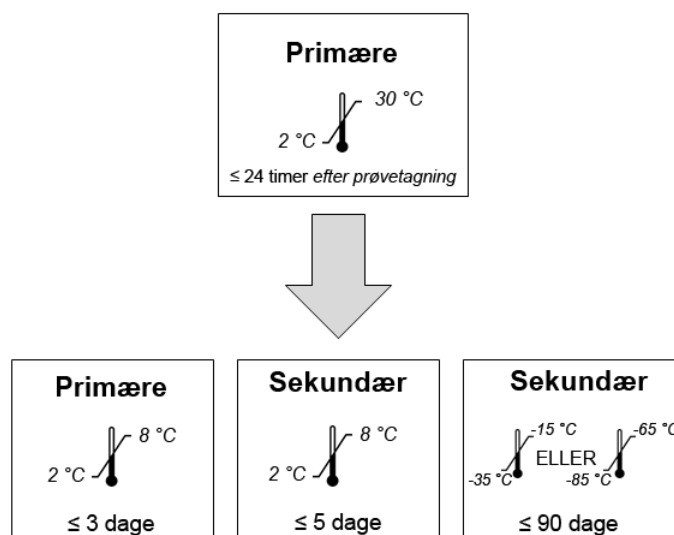 Primære
30 °C
2 °C
≤ 24 timer efter prøvetagning
Primære
8 °C
2 °C
≤ 3 dage
Sekundær
8 °C
2 °C
≤ 5 dage
Sekundær
-15 °C
-65 °C
ELLER
-35 °C
-85 °C
≤ 90 dage